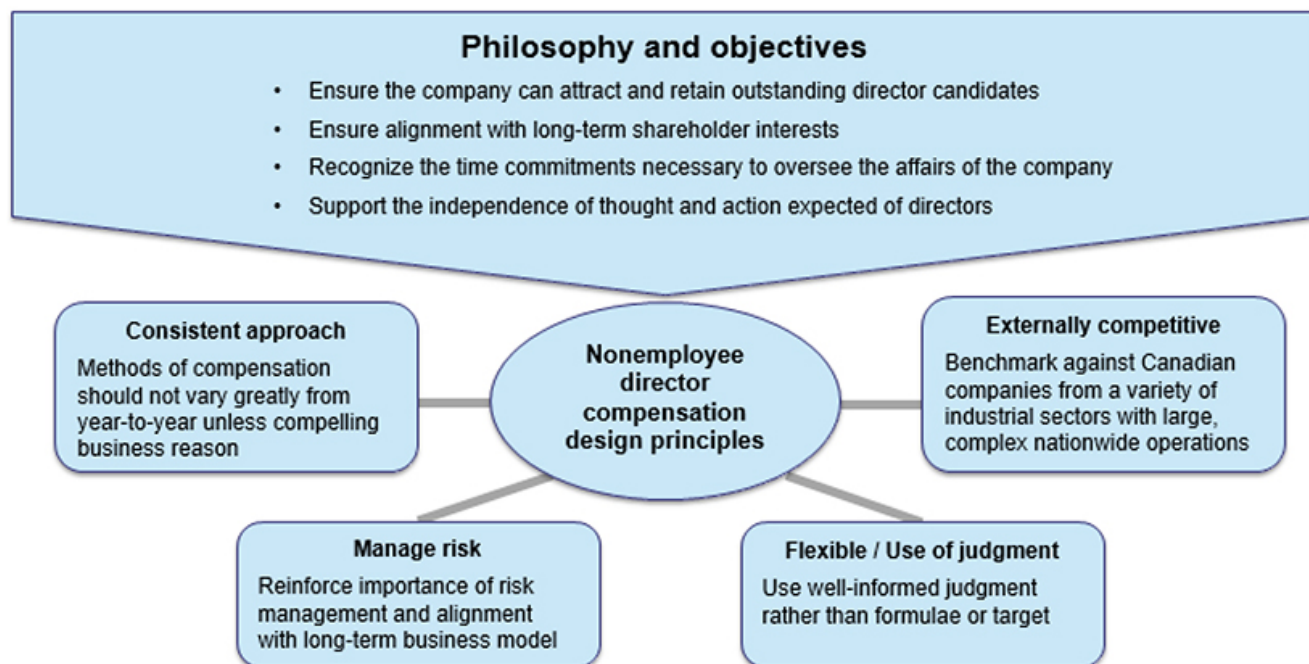 Philosophy and objectives
• Ensure the company can attract and retain outstanding director candidates
• Ensure alignment with long-term shareholder interests
• Recognize the time commitments necessary to oversee the affairs of the company
• Support the independence of thought and action expected of directors
Consistent approach
Methods of compensation
should not vary greatly from
year-to-year unless compelling
business reason
Nonemployee
director
compensation
design principles
Externally competitive
Benchmark against Canadian
companies from a variety of
industrial sectors with large,
complex nationwide operations
Manage risk
Reinforce importance of risk
management and alignment
with long-term business model
Flexible / Use of judgment
Use well-informed judgment
rather than formulae or target